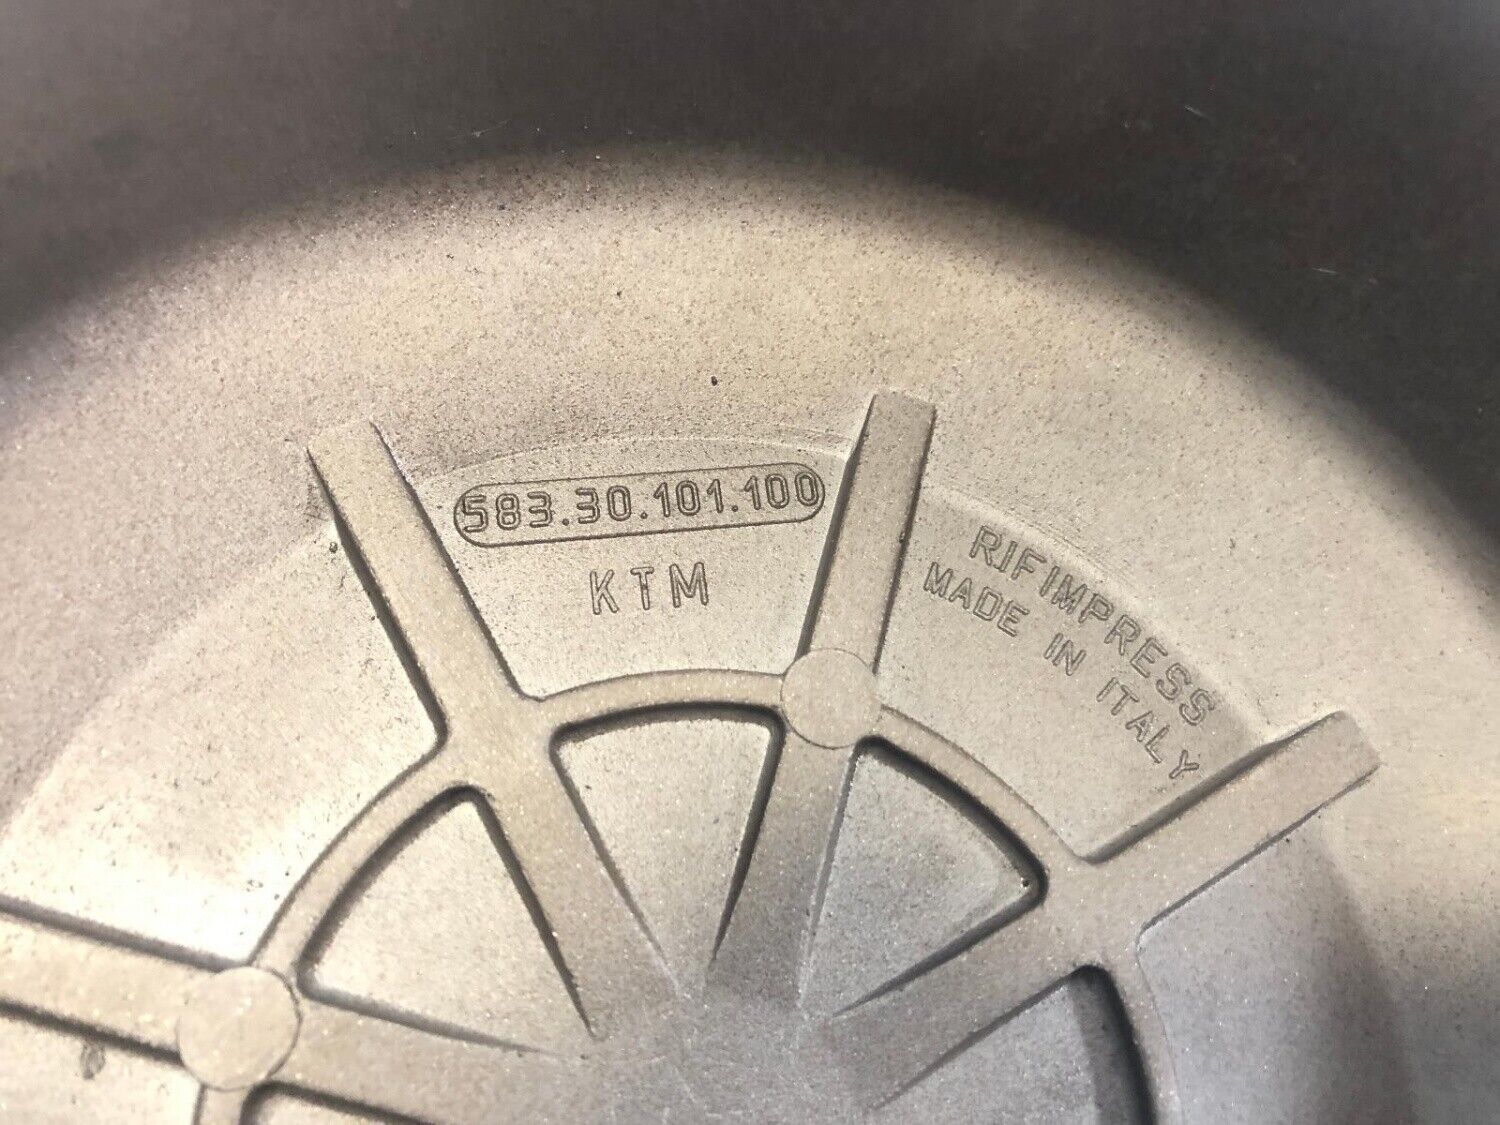 583.30.101.100
KTM
RIFIMPRESS
MADE IN ITALY